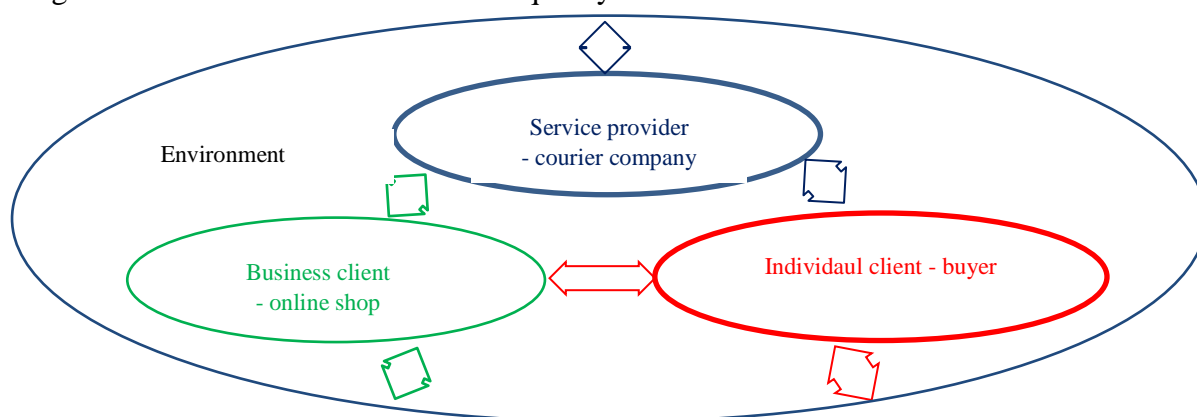 Service provider
- courier company
Environment
Business client
- online shop
Individaul client - buyer